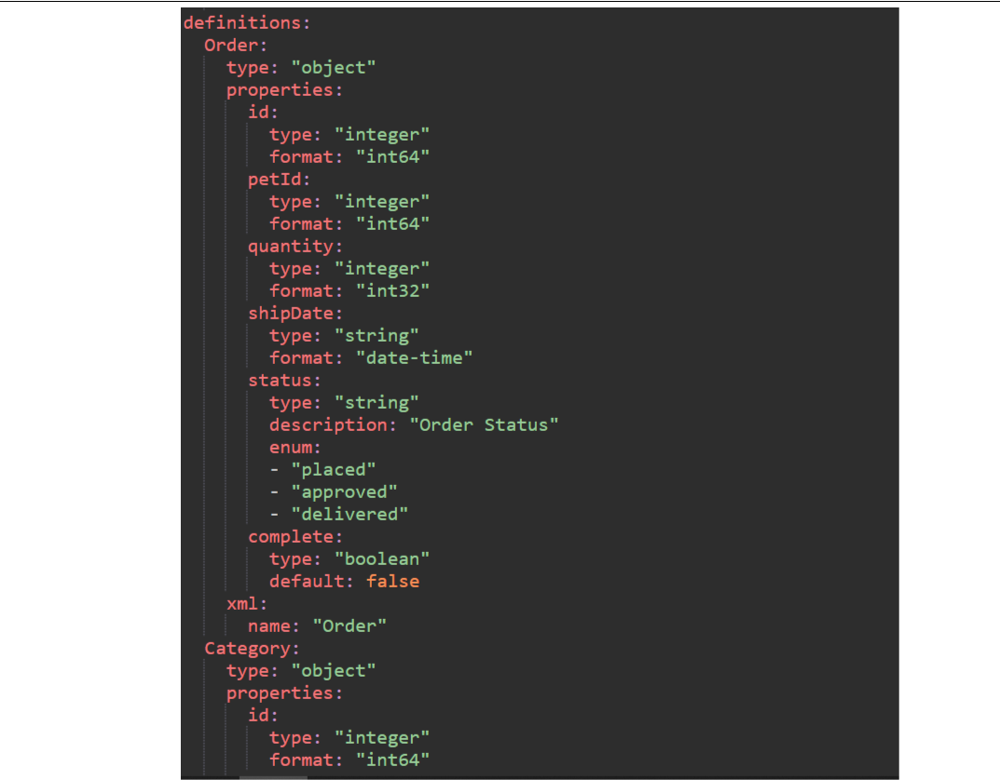 definitions:
  Order:
    type: "object"
    properties:
      id:
        type: "integer"
        format: "int64"
      petId:
        type: "integer"
        format: "int64"
      quantity:
        type: "integer"
        format: "int32"
      shipDate:
        type: "string"
        format: "date-time"
      status:
        type: "string"
        description: "Order Status"
        enum:
        - "placed"
        - "approved"
        - "delivered"
      complete:
        type: "boolean"
        default: false
    xml:
      name: "Order"
  Category:
    type: "object"
    properties:
      id:
        type: "integer"
        format: "int64"